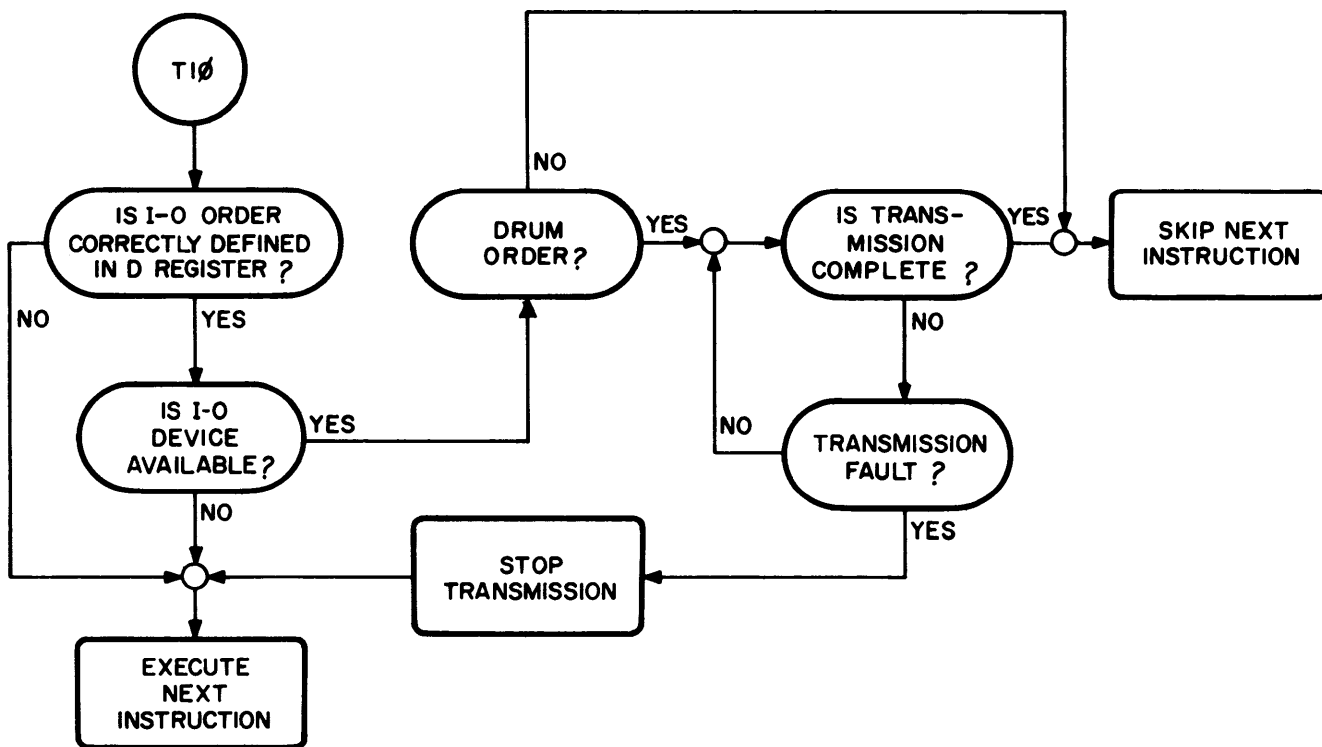 TIØ
IS I-O ORDER
CORRECTLY DEFINED
IN D REGISTER ?
NO
YES
IS I-O
DEVICE
AVAILABLE?
YES
NO
EXECUTE
NEXT
INSTRUCTION
NO
DRUM
ORDER?
YES
IS TRANS-
MISSION
COMPLETE ?
YES
SKIP NEXT
INSTRUCTION
NO
TRANSMISSION
FAULT ?
NO
YES
STOP
TRANSMISSION